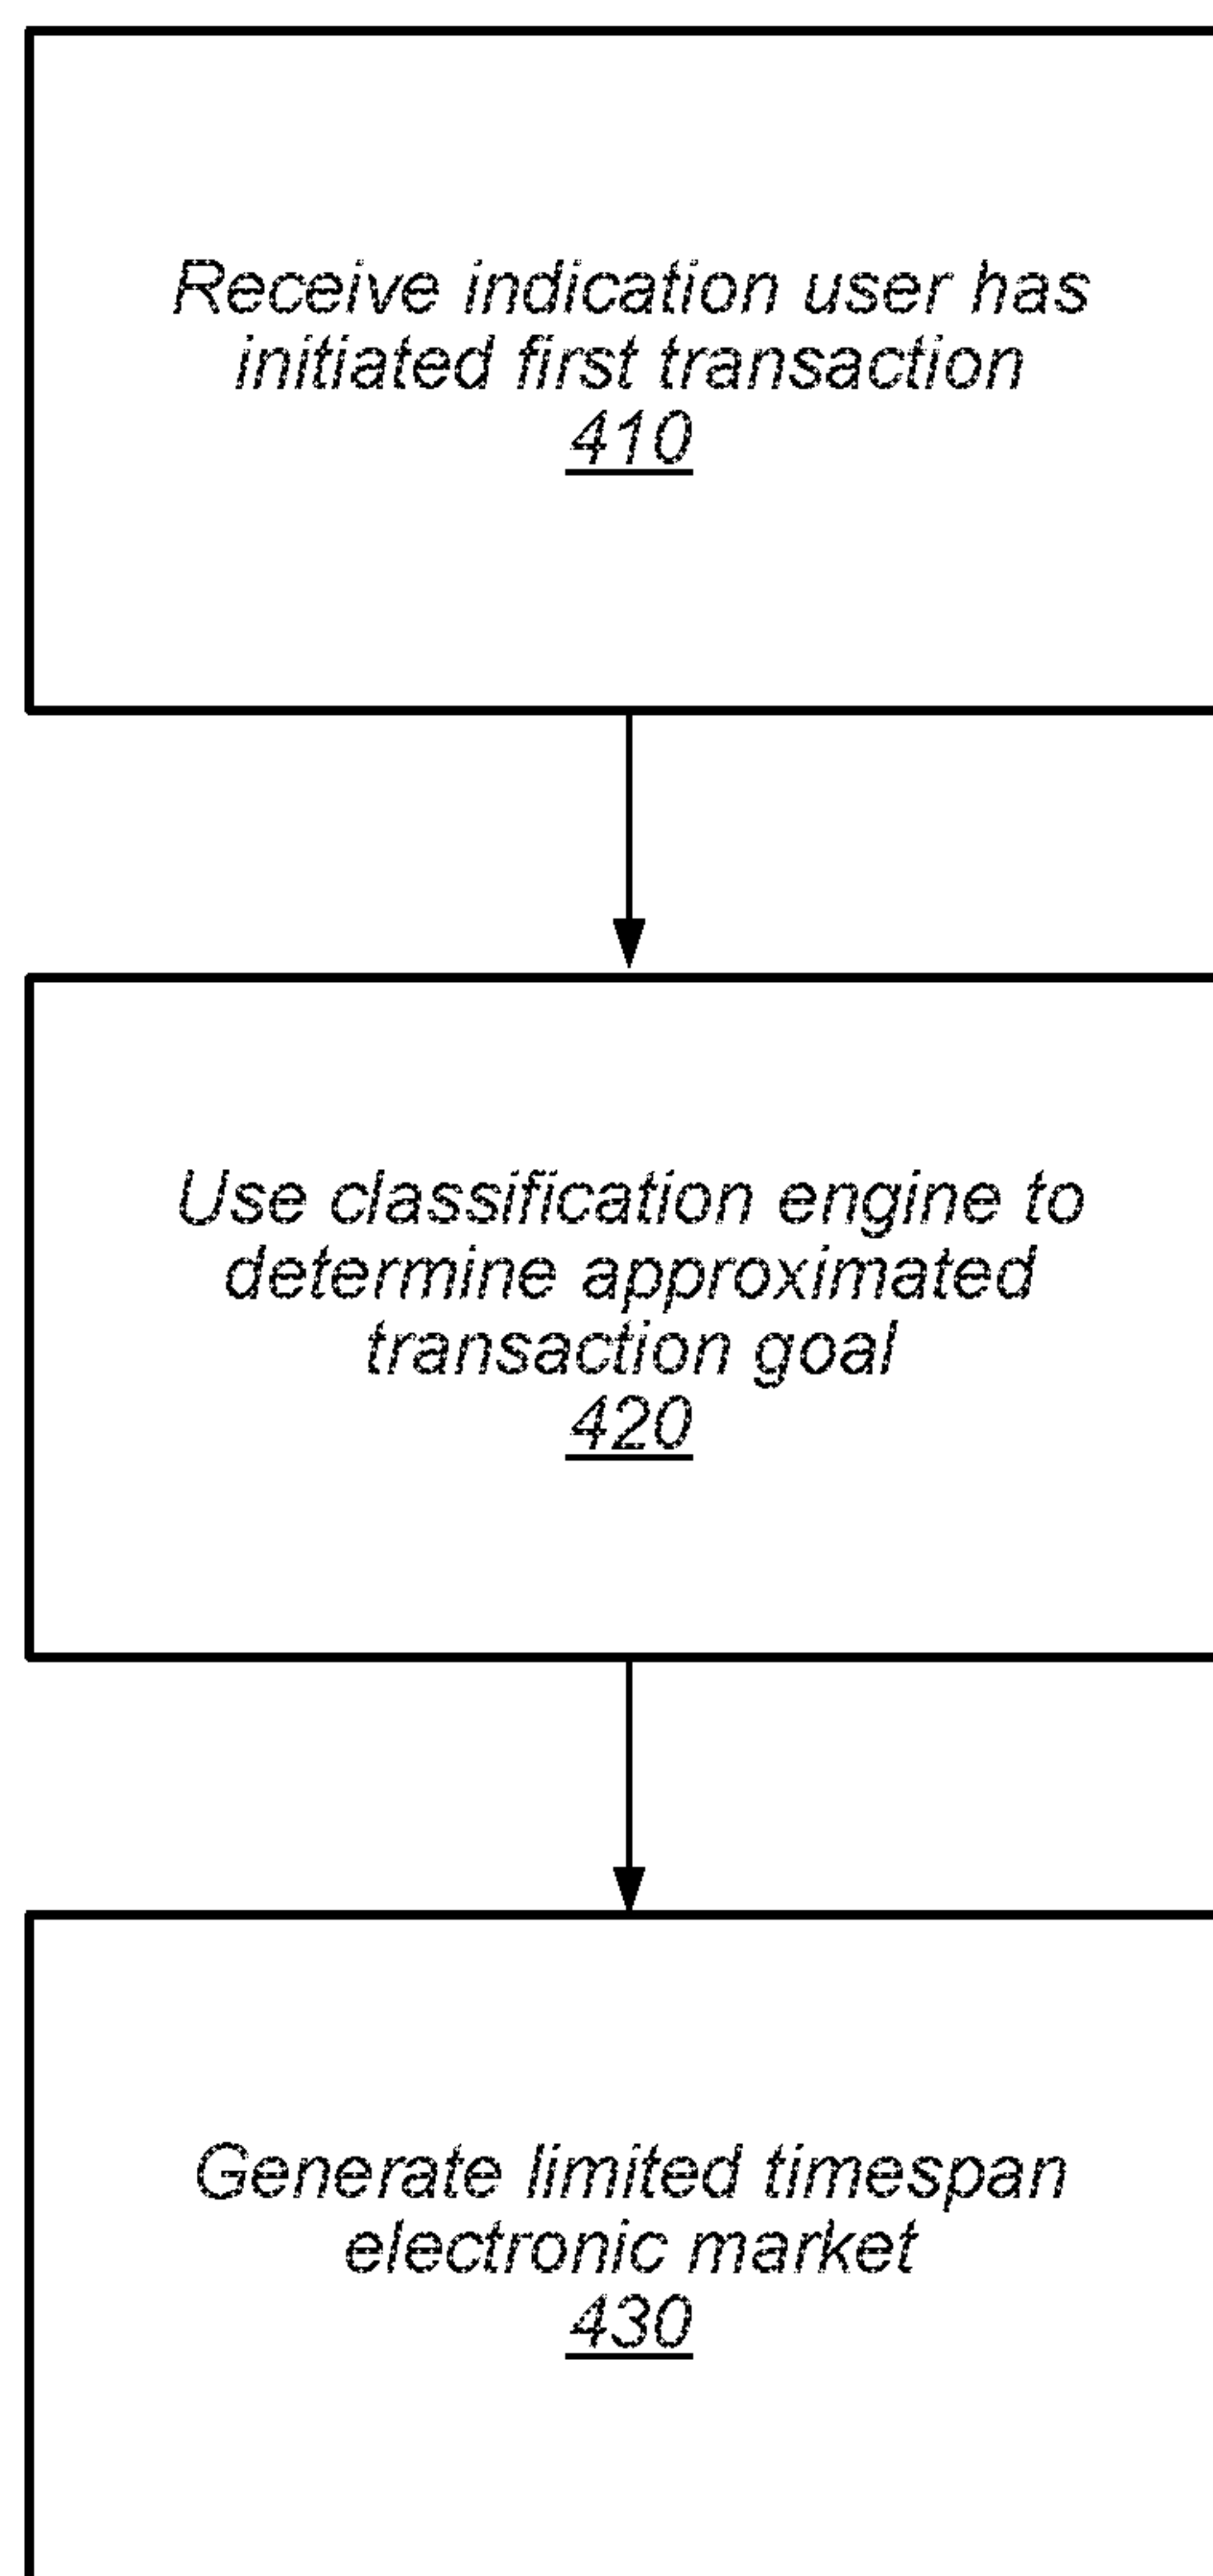 Receive indication user has
initiated first transaction
410
Use classification engine to
determine approximated
transaction goal
420
Generate limited timespan
electronic market
430